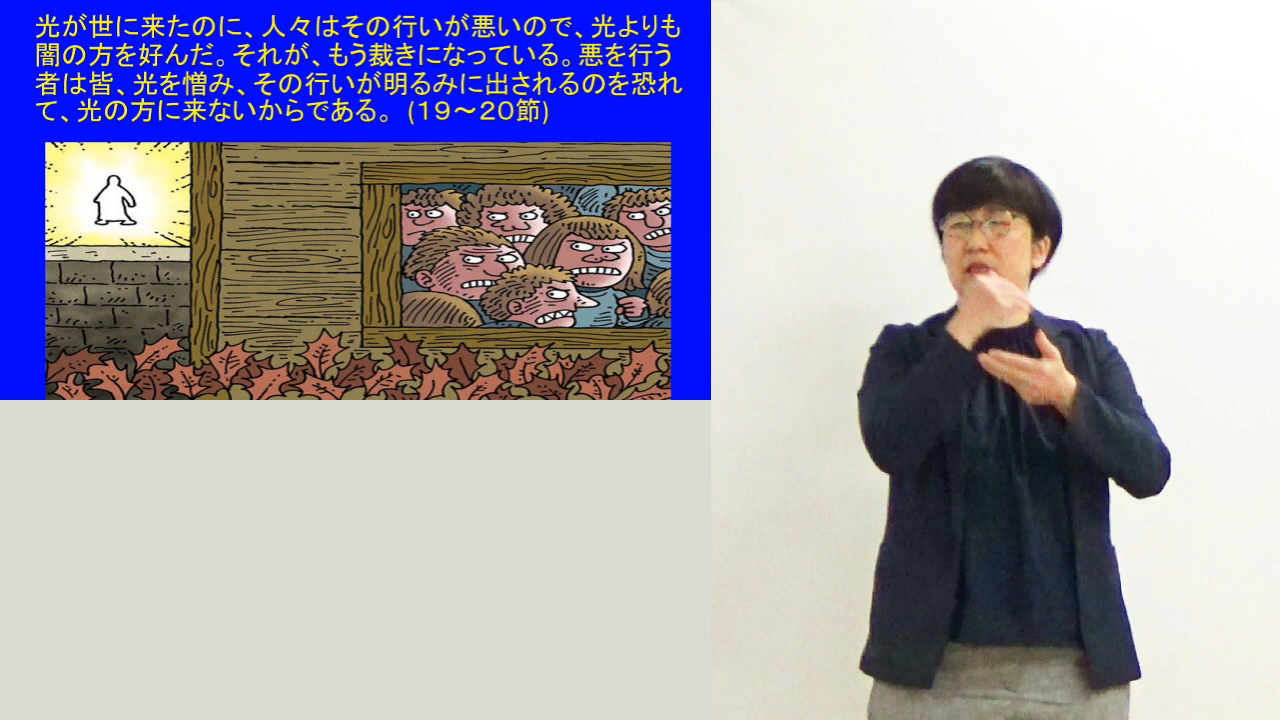 光が世に来たのに、人々はその行いが悪いので、光よりも
闇の方を好んだ。それが、もう裁きになっている。悪を行う
者は皆、光を憎み、その行いが明るみに出されるのを恐れ
て、光の方に来ないからである。 (１９～２０節)